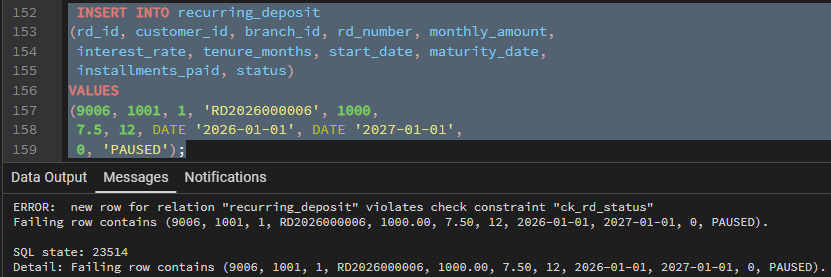 152 INSERT INTO recurring_deposit
153 (rd_id, customer_id, branch_id, rd_number, monthly_amount,
154 interest_rate, tenure_months, start_date, maturity_date,
155 installments_paid, status)
156 VALUES
157 (9006, 1001, 1, 'RD2026000006', 1000,
158 7.5, 12, DATE '2026-01-01', DATE '2027-01-01',
159 0, 'PAUSED');
Data Output Messages Notifications
ERROR: new row for relation "recurring_deposit" violates check constraint "ck_rd_status"
Failing row contains (9006, 1001, 1, RD2026000006, 1000.00, 7.50, 12, 2026-01-01, 2027-01-01, 0, PAUSED).
SQL state: 23514
Detail: Failing row contains (9006, 1001, 1, RD2026000006, 1000.00, 7.50, 12, 2026-01-01, 2027-01-01, 0, PAUSED).